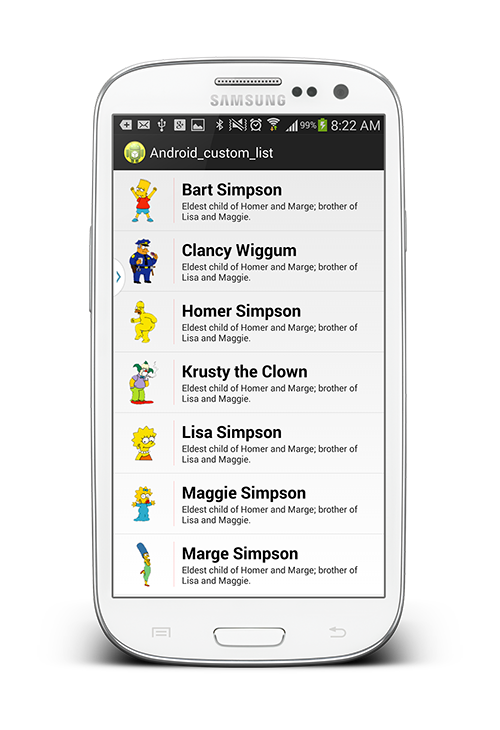 SAMSUNG
99% 8:22 AM
Android_custom_list
Bart Simpson
Eldest child of Homer and Marge; brother of
Lisa and Maggie.
Clancy Wiggum
Eldest child of Homer and Marge; brother of
Lisa and Maggie.
Homer Simpson
Eldest child of Homer and Marge; brother of
Lisa and Maggie.
Krusty the Clown
Eldest child of Homer and Marge; brother of
Lisa and Maggie.
Lisa Simpson
Eldest child of Homer and Marge; brother of
Lisa and Maggie.
Maggie Simpson
Eldest child of Homer and Marge; brother of
Lisa and Maggie.
Marge Simpson
Eldest child of Homer and Marge; brother of
Lisa and Maggie.